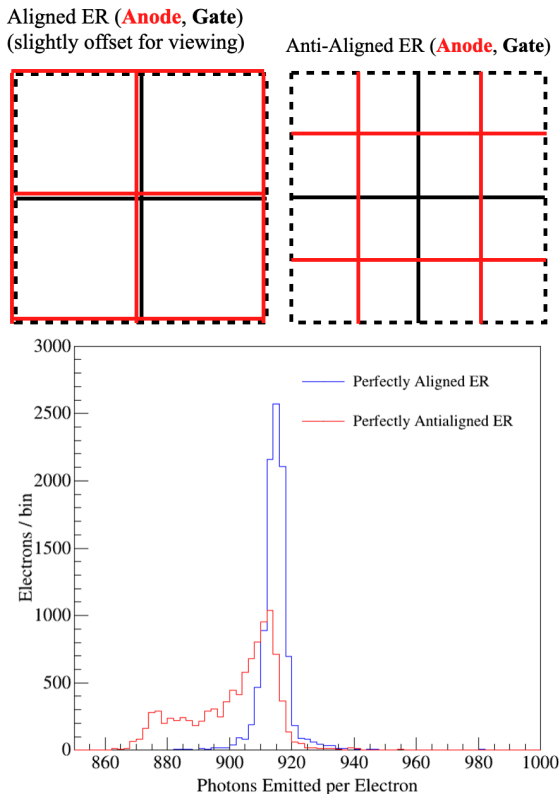 Aligned ER (Anode, Gate)
(slightly offset for viewing)
Anti-Aligned ER (Anode, Gate)
3000
2500
2000
1500
1000
500
0
Electrons / bin
Perfectly Aligned ER
Perfectly Antialigned ER
860 880 900 920 940 960 980 1000
Photons Emitted per Electron